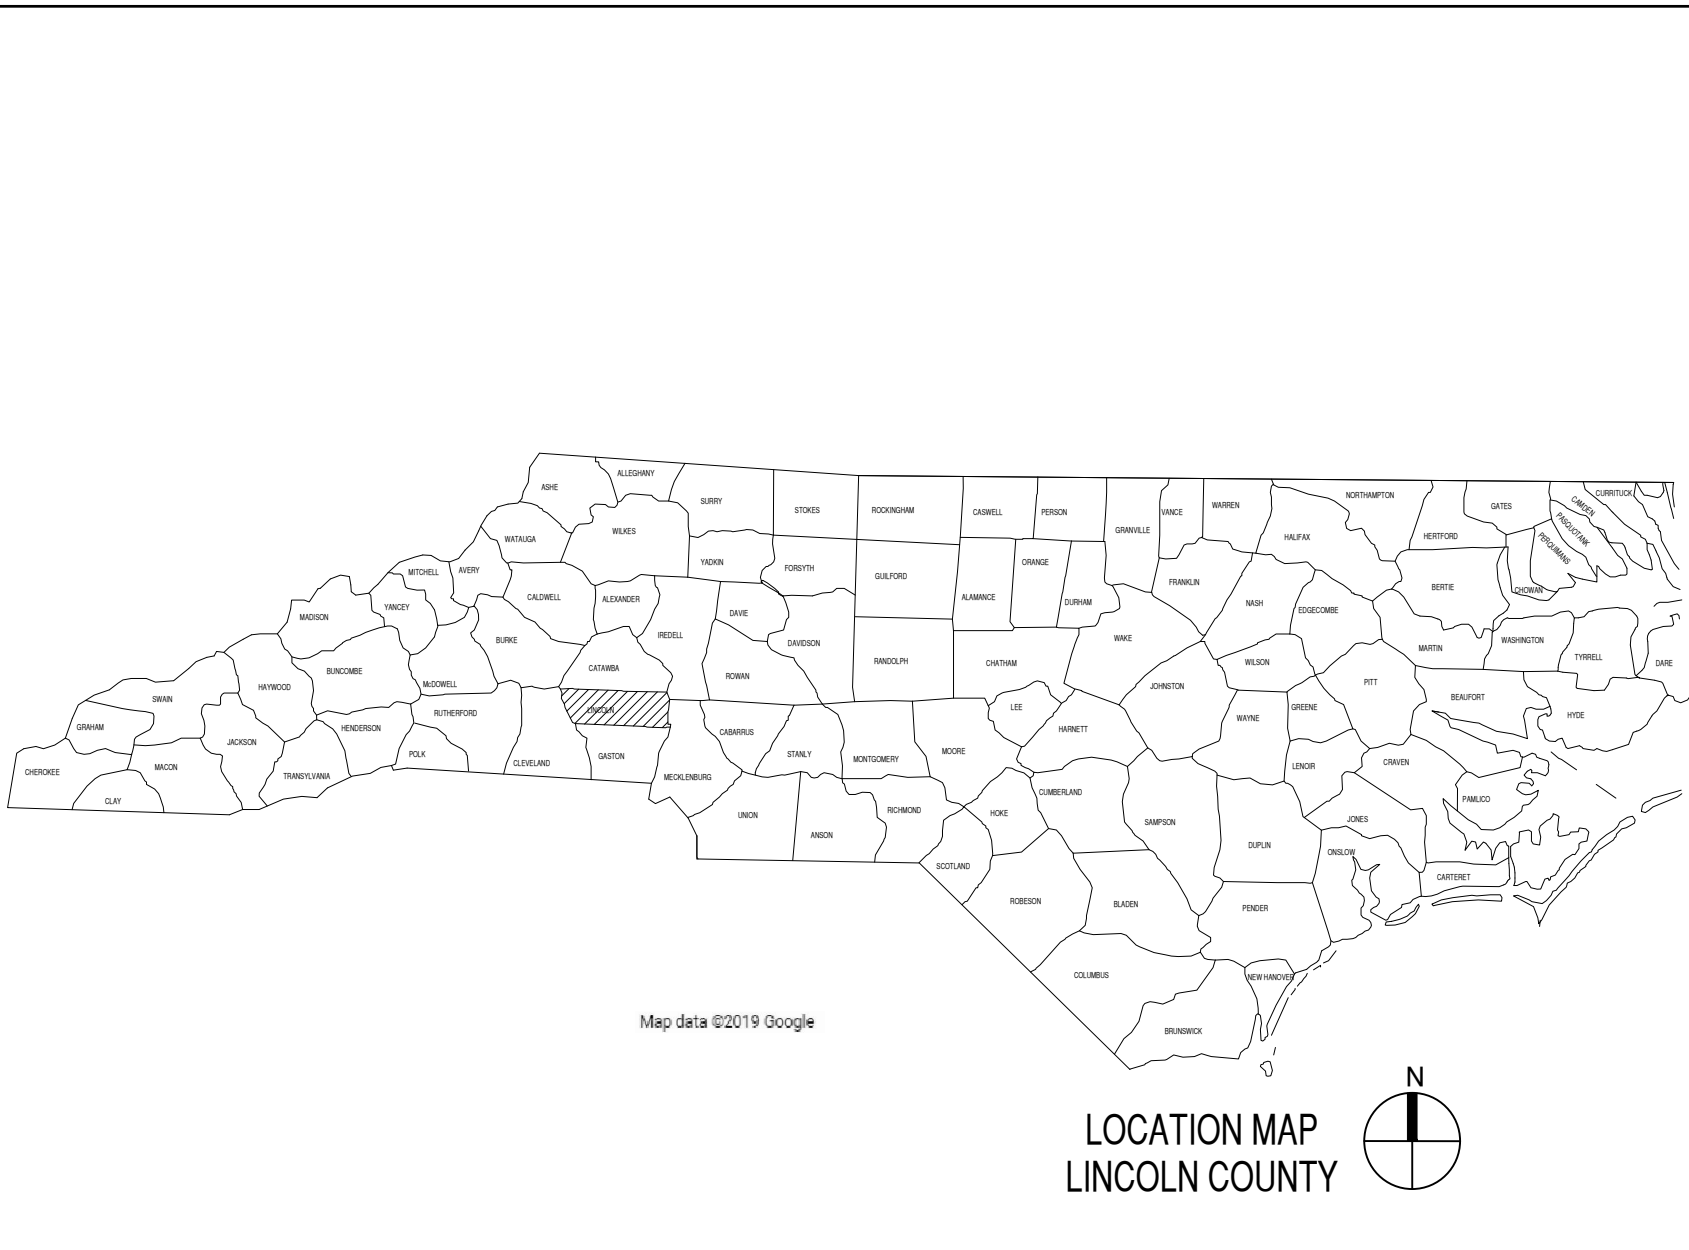 ALLEGHANY
ASHE
SURRY
STOKES
ROCKINGHAM
CASWELL
PERSON
GRANVILLE
VANCE
WARREN
NORTHAMPTON
GATES
CURRITUCK
CAMDEN
PASQUOTANK
PERQUIMANS
WATAUGA
WILKES
YADKIN
FORSYTH
GUILFORD
ALAMANCE
ORANGE
DURHAM
FRANKLIN
HALIFAX
HERTFORD
BERTIE
CHOWAN
MITCHELL
AVERY
CALDWELL
ALEXANDER
IREDELL
DAVIE
DAVIDSON
RANDOLPH
CHATHAM
WAKE
NASH
EDGECOMBE
MARTIN
WASHINGTON
TYRRELL
DARE
MADISON
YANCEY
BURKE
CATAWBA
ROWAN
JOHNSTON
WILSON
PITT
BEAUFORT
HYDE
SWAIN
HAYWOOD
BUNCOMBE
McDOWELL
RUTHERFORD
LINCOLN
CABARRUS
STANLY
MONTGOMERY
MOORE
LEE
HARNETT
WAYNE
GREENE
LENOIR
CRAVEN
PAMLICO
GRAHAM
CHEROKEE
CLAY
MACON
JACKSON
TRANSYLVANIA
HENDERSON
POLK
CLEVELAND
GASTON
MECKLENBURG
UNION
ANSON
RICHMOND
SCOTLAND
HOKE
CUMBERLAND
SAMPSON
DUPLIN
JONES
ONSLOW
CARTERET
ROBESON
BLADEN
PENDER
COLUMBUS
NEW HANOVER
BRUNSWICK
Map data ©2019 Google
N
LOCATION MAP
LINCOLN COUNTY